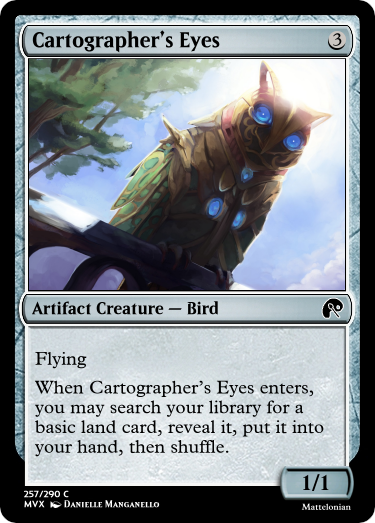 Cartographer's Eyes 3
Artifact Creature — Bird
Flying
When Cartographer's Eyes enters,
you may search your library for a
basic land card, reveal it, put it into
your hand, then shuffle.
1/1
257/290 C
MVX Danielle Manganello
Mattelonian